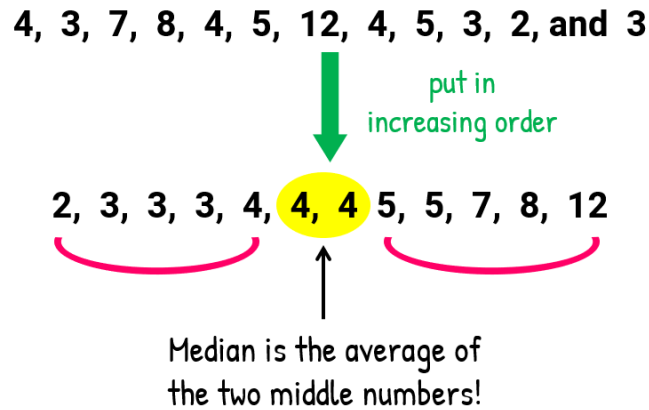 4, 3, 7, 8, 4, 5, 12, 4, 5, 3, 2, and 3
put in
increasing order
2, 3, 3, 3, 4, 4, 4 5, 5, 7, 8, 12
Median is the average of
the two middle numbers!